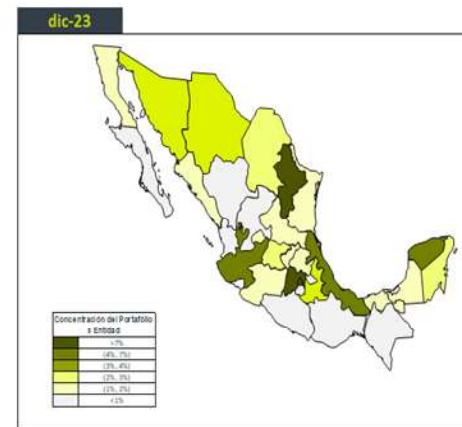 dic-23
Concentración del Portafolio
x Entidad
>7%
(4%, 7%)
(3%, 4%)
(2%, 3%)
(1%, 2%)
<1%